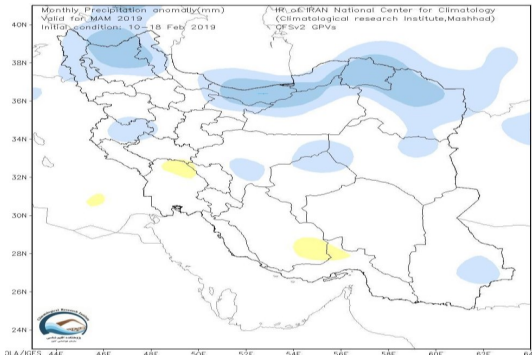 Monthly Precipitation anomaly(mm)
Valid for MAM 2019
Initial condition: 10-18 Feb 2019
IR of IRAN National Center for Climatology
(Climatological research Institute,Mashhad)
CFSv2 GPVs
40N
38N
36N
34N
32N
30N
28N
26N
24N
44E 46E 48E 50E 52E 54E 56E 58E 60E 62E